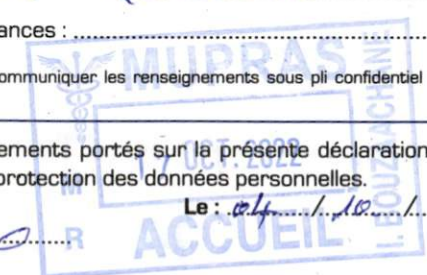 ances : ........................................
MUPRAS
ommuniquer les renseignements sous pli confidentiel
ements portés sur la présente déclaration
17 OCT. 2022
protection des données personnelles.
Le : 04 / 10 /
ACCUEIL